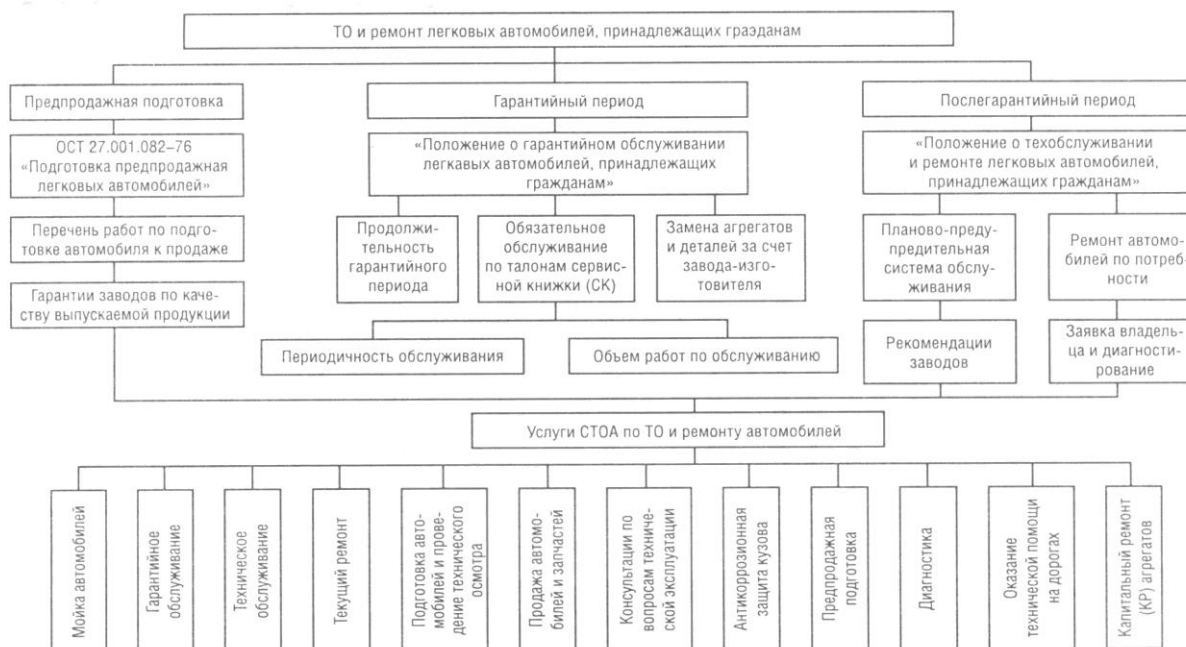 ТО и ремонт легковых автомобилей, принадлежащих граэданам
Предпродажная подготовка
Гарантийный период
Послегарантийный период
ОСТ 27.001.082–76
«Подготовка предпродажная
легковых автомобилей»
«Положение о гарантийном обслуживании
легкавых автомобилей, принадлежащих
гражданам»
«Положение о техобслуживании
и ремонте легковых автомобилей,
принадлежащих гражданам»
Перечень работ по подго-
товке автомобиля к продаже
Продолжи-
тельность
гарантийного
периода
Обязательное
обслуживание
по талонам сервис-
ной книжки (СК)
Замена агрегатов
и деталей за счет
завода-изго-
товителя
Планово-преду-
упредительная
система обслу-
живания
Ремонт автомо-
билей по потреб-
ности
Гарантии заводов по каче-
ству выпускаемой продукции
Периодичность обслуживания
Объем работ по обслуживанию
Рекомендации
заводов
Заявка владель-
ца и диагности-
рование
Услуги СТОА по ТО и ремонту автомобилей
Мойка автомобилей
Гарантийное
обслуживание
Техническое
обслуживание
Текущий ремонт
Подготовка авто-
мобилей и прове-
дение технического
осмотра
Продажа автомо-
билей и запчастей
Консультации по
вопросам техниче-
ской эксплуатации
Антикоррозионная
защита кузова
Предпродажная
подготовка
Диагностика
Оказание
технической помощи
на дорогах
Капитальный ремонт
(КР) агрегатов